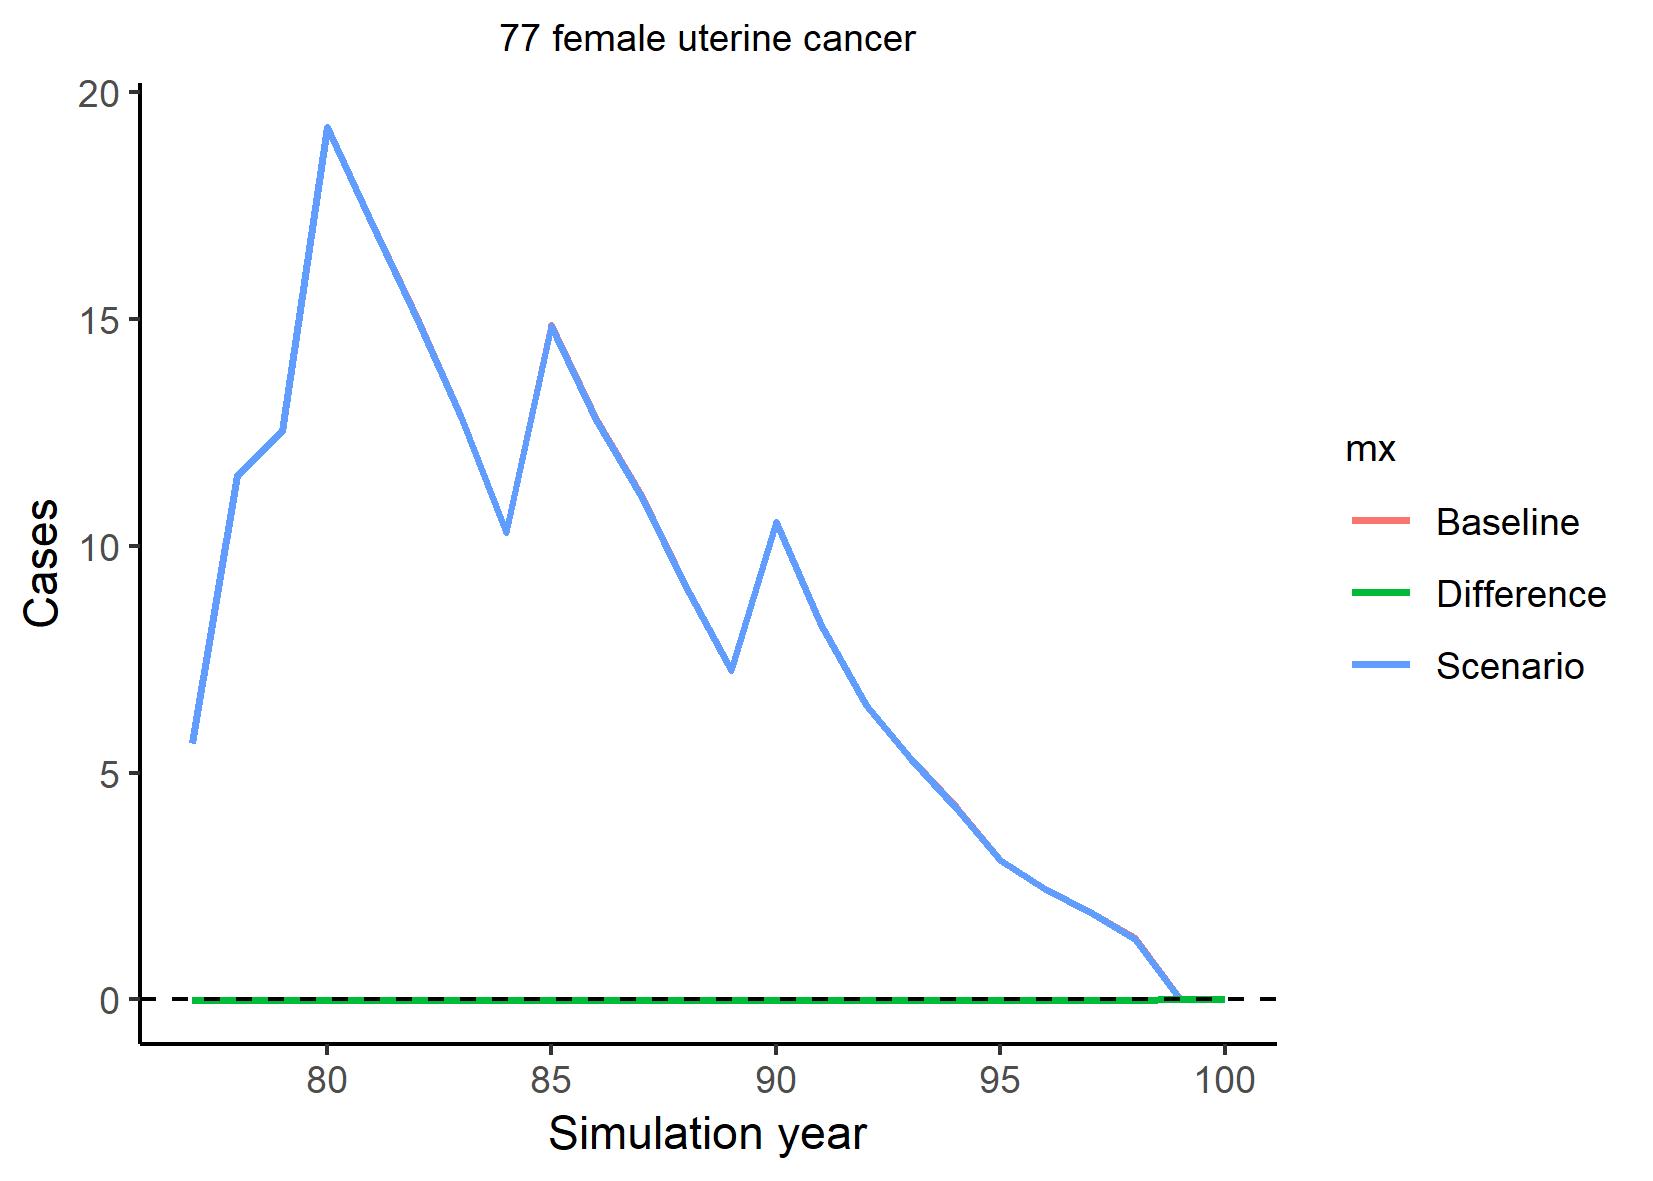 77 female uterine cancer
20
15
10
5
0
Cases
80 85 90 95 100
Simulation year
mx
Baseline
Difference
Scenario